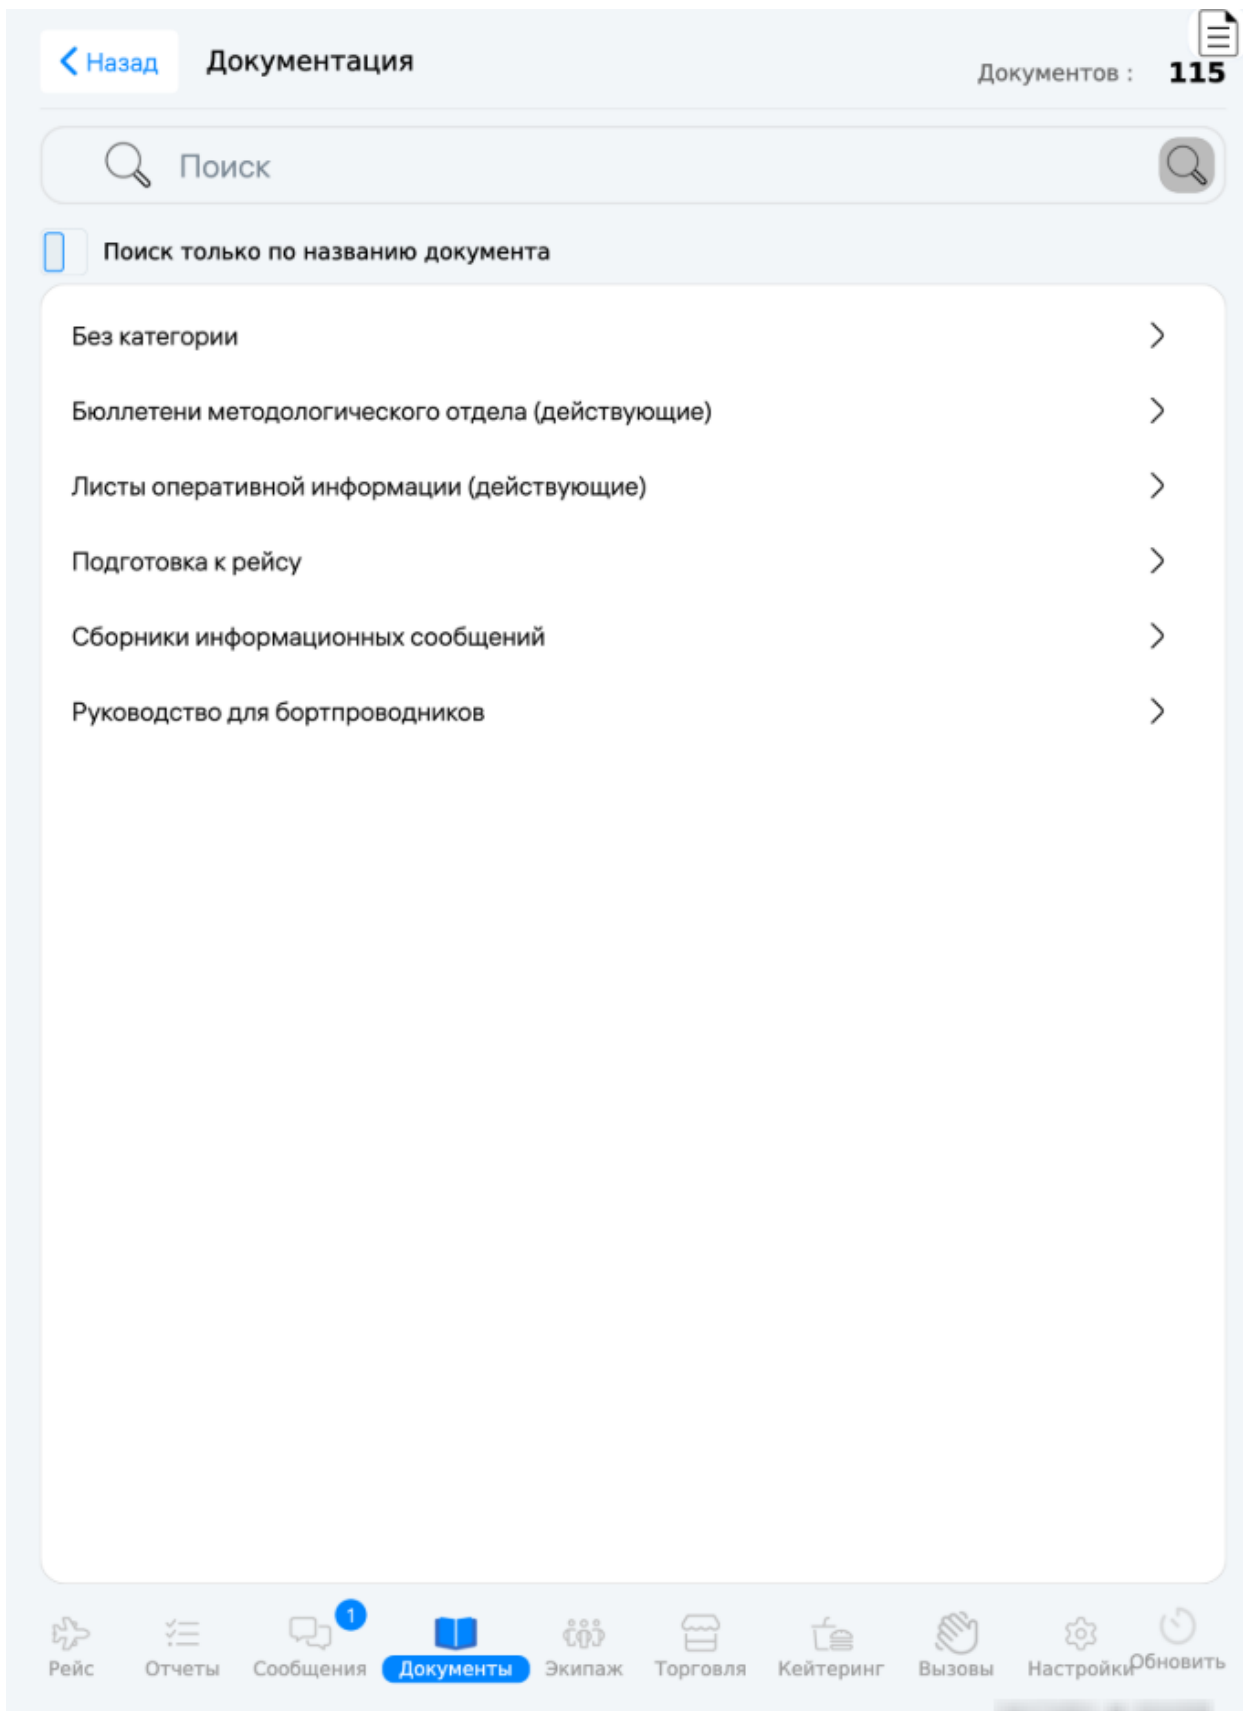 Назад Документация
Документов : 115
Поиск
Поиск только по названию документа
Без категории
Бюллетени методологического отдела (действующие)
Листы оперативной информации (действующие)
Подготовка к рейсу
Сборники информационных сообщений
Руководство для бортпроводников
1
Рейс Отчеты Сообщения Документы Экипаж Торговля Кейтеринг Вызовы Настройки Обновить